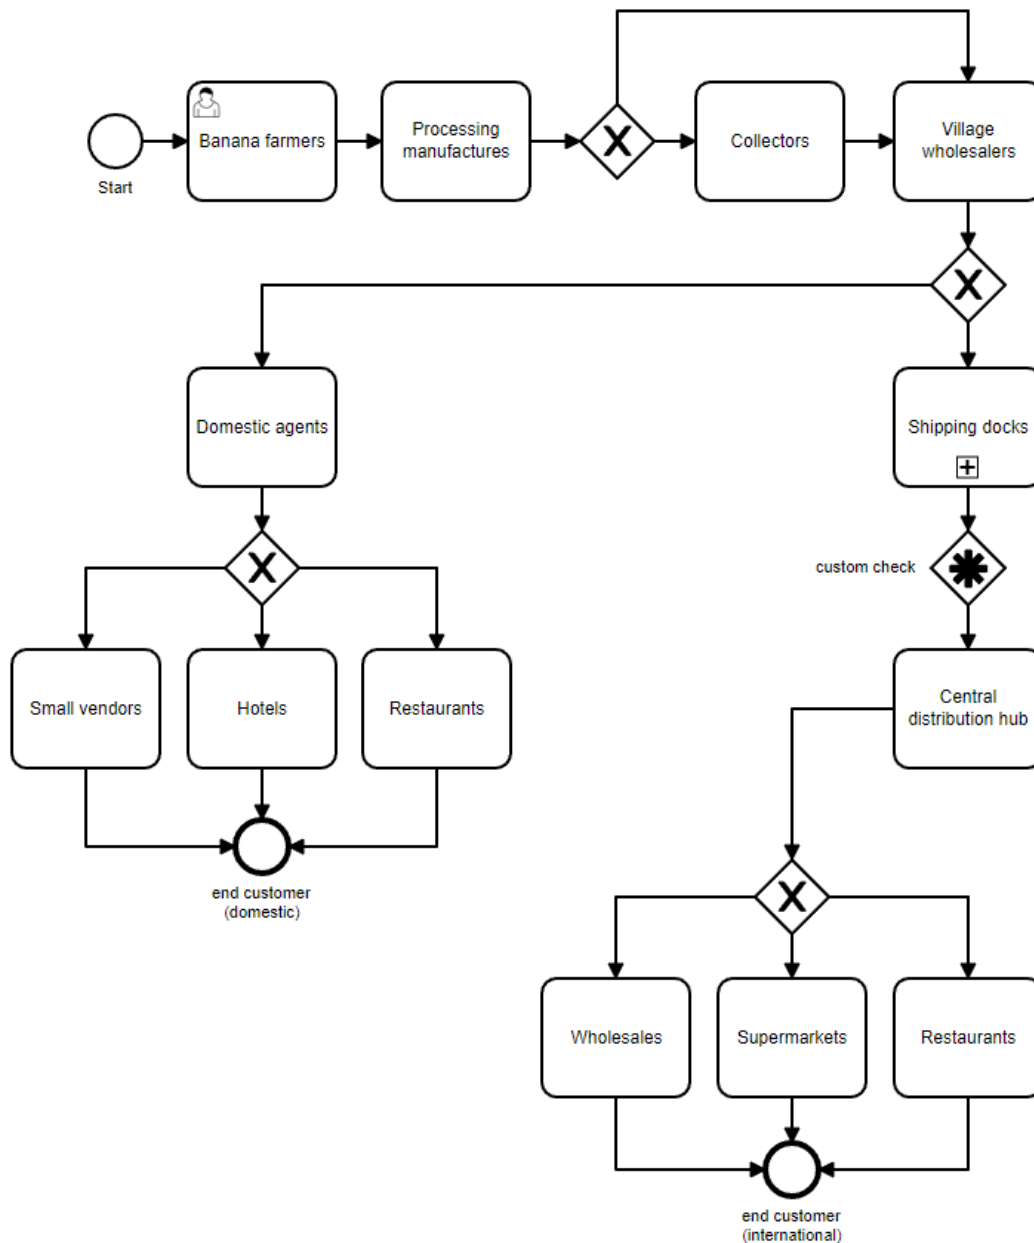 Start
Banana farmers
Processing
manufactures
X
Collectors
Village
wholesalers
X
Domestic agents
Shipping docks
X
custom check
Small vendors
Hotels
Restaurants
Central
distribution hub
end customer
(domestic)
X
Wholesales
Supermarkets
Restaurants
end customer
(international)